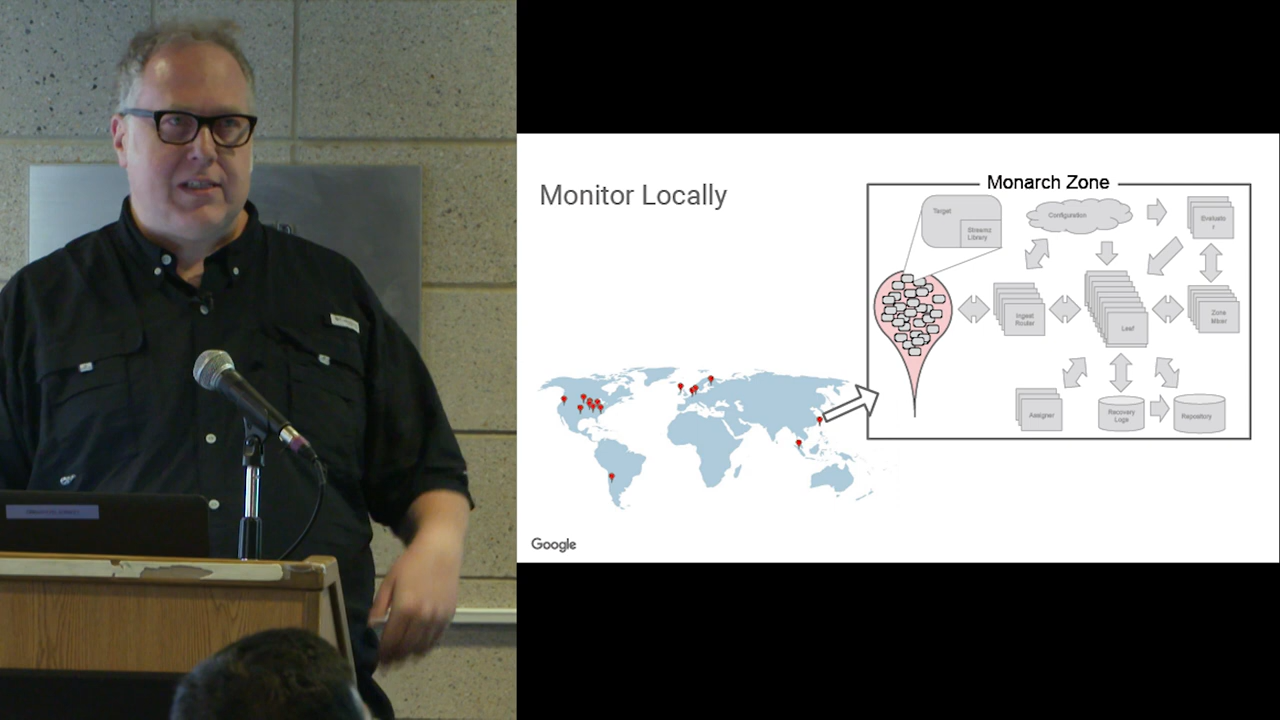 Monitor Locally
Monarch Zone
Target
Streamz
Library
Configuration
Evaluato
r
Ingest
Router
Leaf
Zone
Mixer
Assigner
Recovery
Logs
Repository
Google